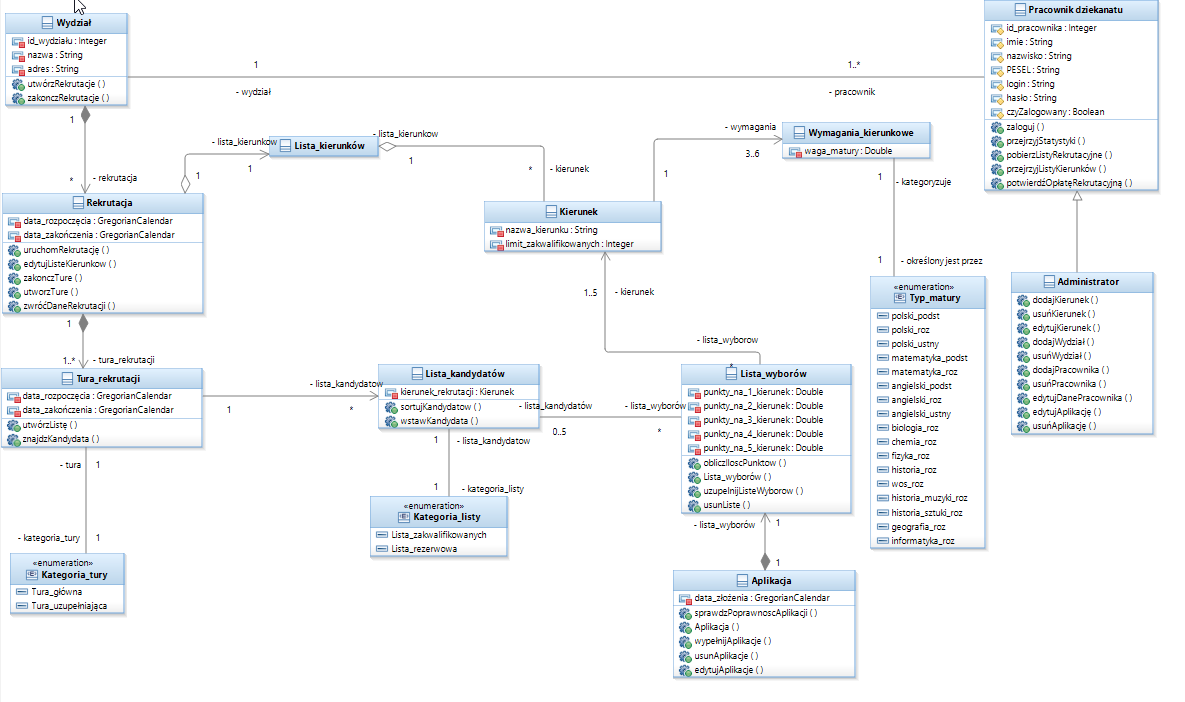 Wydział
id_wydziału : Integer
nazwa : String
adres : String
utwórzRekrutacje ( )
zakonczRekrutacje ( )
1
- wydział
1..*
- pracownik
Pracownik dziekanatu
id_pracownika : Integer
imie : String
nazwisko : String
PESEL : String
login : String
hasło : String
czyZalogowany : Boolean
zaloguj ( )
przejrzyjStatystyki ( )
pobierzListyRekrutacyjne ( )
przejrzyjListyKierunków ( )
potwierdźOpłatęRekrutacyjną ( )
1
*
- rekrutacja
- lista_kierunkow
1
1
Lista_kierunków
- lista_kierunkow
1
*
- kierunek
- wymagania
3..6
1
Wymagania_kierunkowe
waga_matury : Double
1
- kategoryzuje
1
- określony jest przez
Rekrutacja
data_rozpoczęcia : GregorianCalendar
data_zakończenia : GregorianCalendar
uruchomRekrutację ( )
edytujListeKierunkow ( )
zakonczTure ( )
utworzTure ( )
zwróćDaneRekrutacji ( )
Kierunek
nazwa_kierunku : String
limit_zakwalifikowanych : Integer
1..5
- kierunek
- lista_wyborow
*
«enumeration»
Typ_matury
polski_podst
polski_roz
polski_ustny
matematyka_podst
matematyka_roz
angielski_podst
angielski_roz
angielski_ustny
biologia_roz
chemia_roz
fizyka_roz
historia_roz
wos_roz
historia_muzyki_roz
historia_sztuki_roz
geografia_roz
informatyka_roz
Administrator
dodajKierunek ( )
usuńKierunek ( )
edytujKierunek ( )
dodajWydział ( )
usuńWydział ( )
dodajPracownika ( )
usuńPracownika ( )
edytujDanePracownika ( )
edytujAplikację ( )
usuńAplikację ( )
1
1..*
- tura_rekrutacji
Tura_rekrutacji
data_rozpoczęcia : GregorianCalendar
data_zakończenia : GregorianCalendar
utwórzListę ( )
znajdzKandydata ( )
1
- lista_kandydatow
*
Lista_kandydatów
kierunek_rekrutacji : Kierunek
sortujKandydatow ( )
wstawKandydata ( )
- lista_kandydatów
0..5
- lista_wyborów
*
Lista_wyborów
punkty_na_1_kierunek : Double
punkty_na_2_kierunek : Double
punkty_na_3_kierunek : Double
punkty_na_4_kierunek : Double
punkty_na_5_kierunek : Double
obliczIloscPunktow ( )
Lista_wyborów ( )
uzupelnijListeWyborow ( )
usunListe ( )
- tura
1
- kategoria_tury
1
«enumeration»
Kategoria_tury
Tura_główna
Tura_uzupełniająca
1
- lista_kandydatow
1
- kategoria_listy
«enumeration»
Kategoria_listy
Lista_zakwalifikowanych
Lista_rezerwowa
- lista_wyborów
1
1
Aplikacja
data_złożenia : GregorianCalendar
sprawdzPoprawnoscAplikacji ( )
Aplikacja ( )
wypełnijAplikacje ( )
usunAplikacje ( )
edytujAplikacje ( )